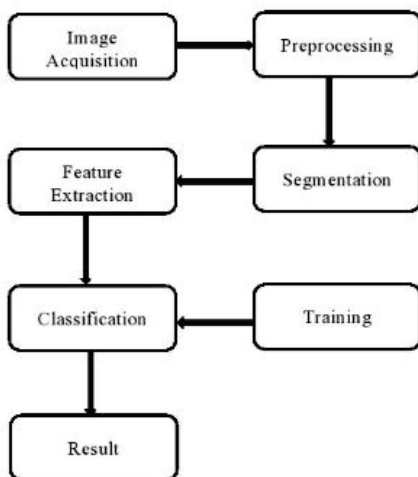 Image
Acquisition
Preprocessing
Segmentation
Feature
Extraction
Classification
Training
Result